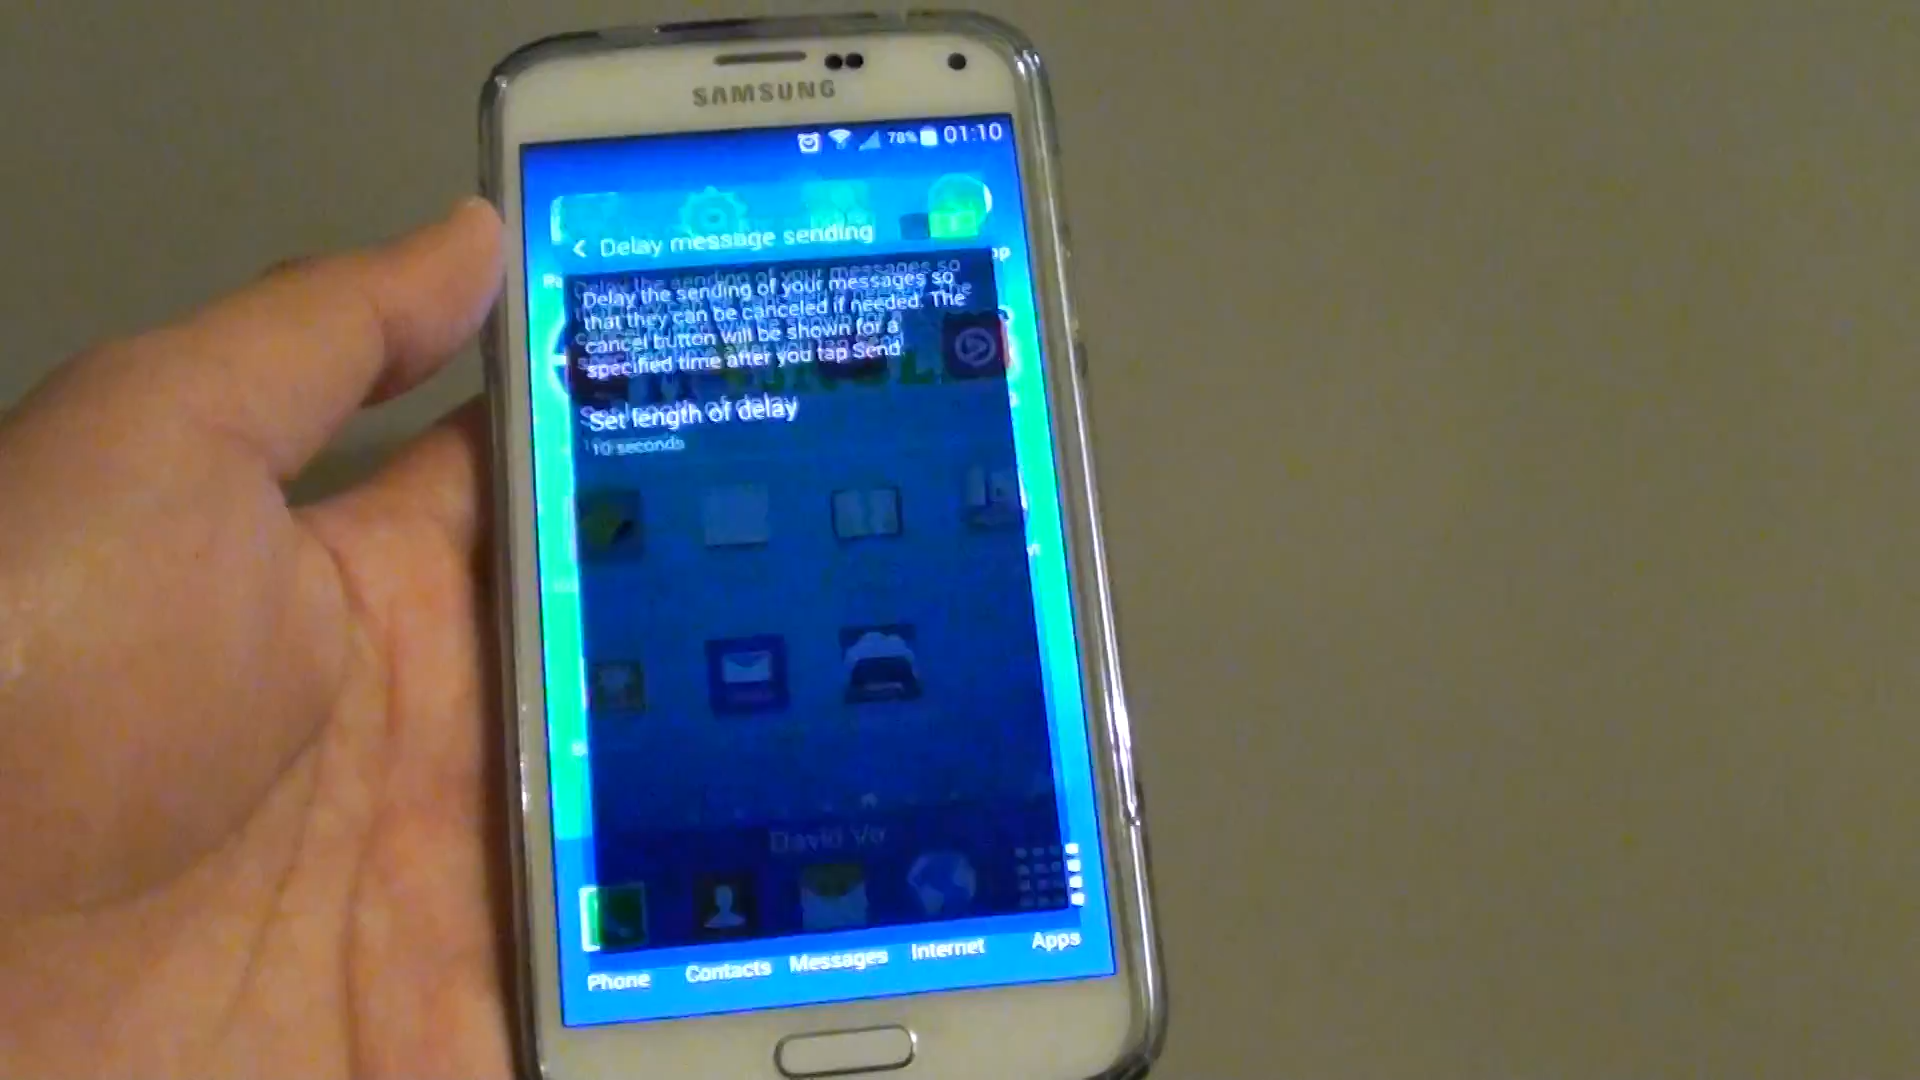 SAMSUNG
78% 01:10
< Delay message sending
Delay the sending of your messages so
that they can be canceled if needed. The
cancel button will be shown for a
specified time after you tap Send.
Set length of delay
10 seconds
David Vo
Phone Contacts Messages Internet Apps